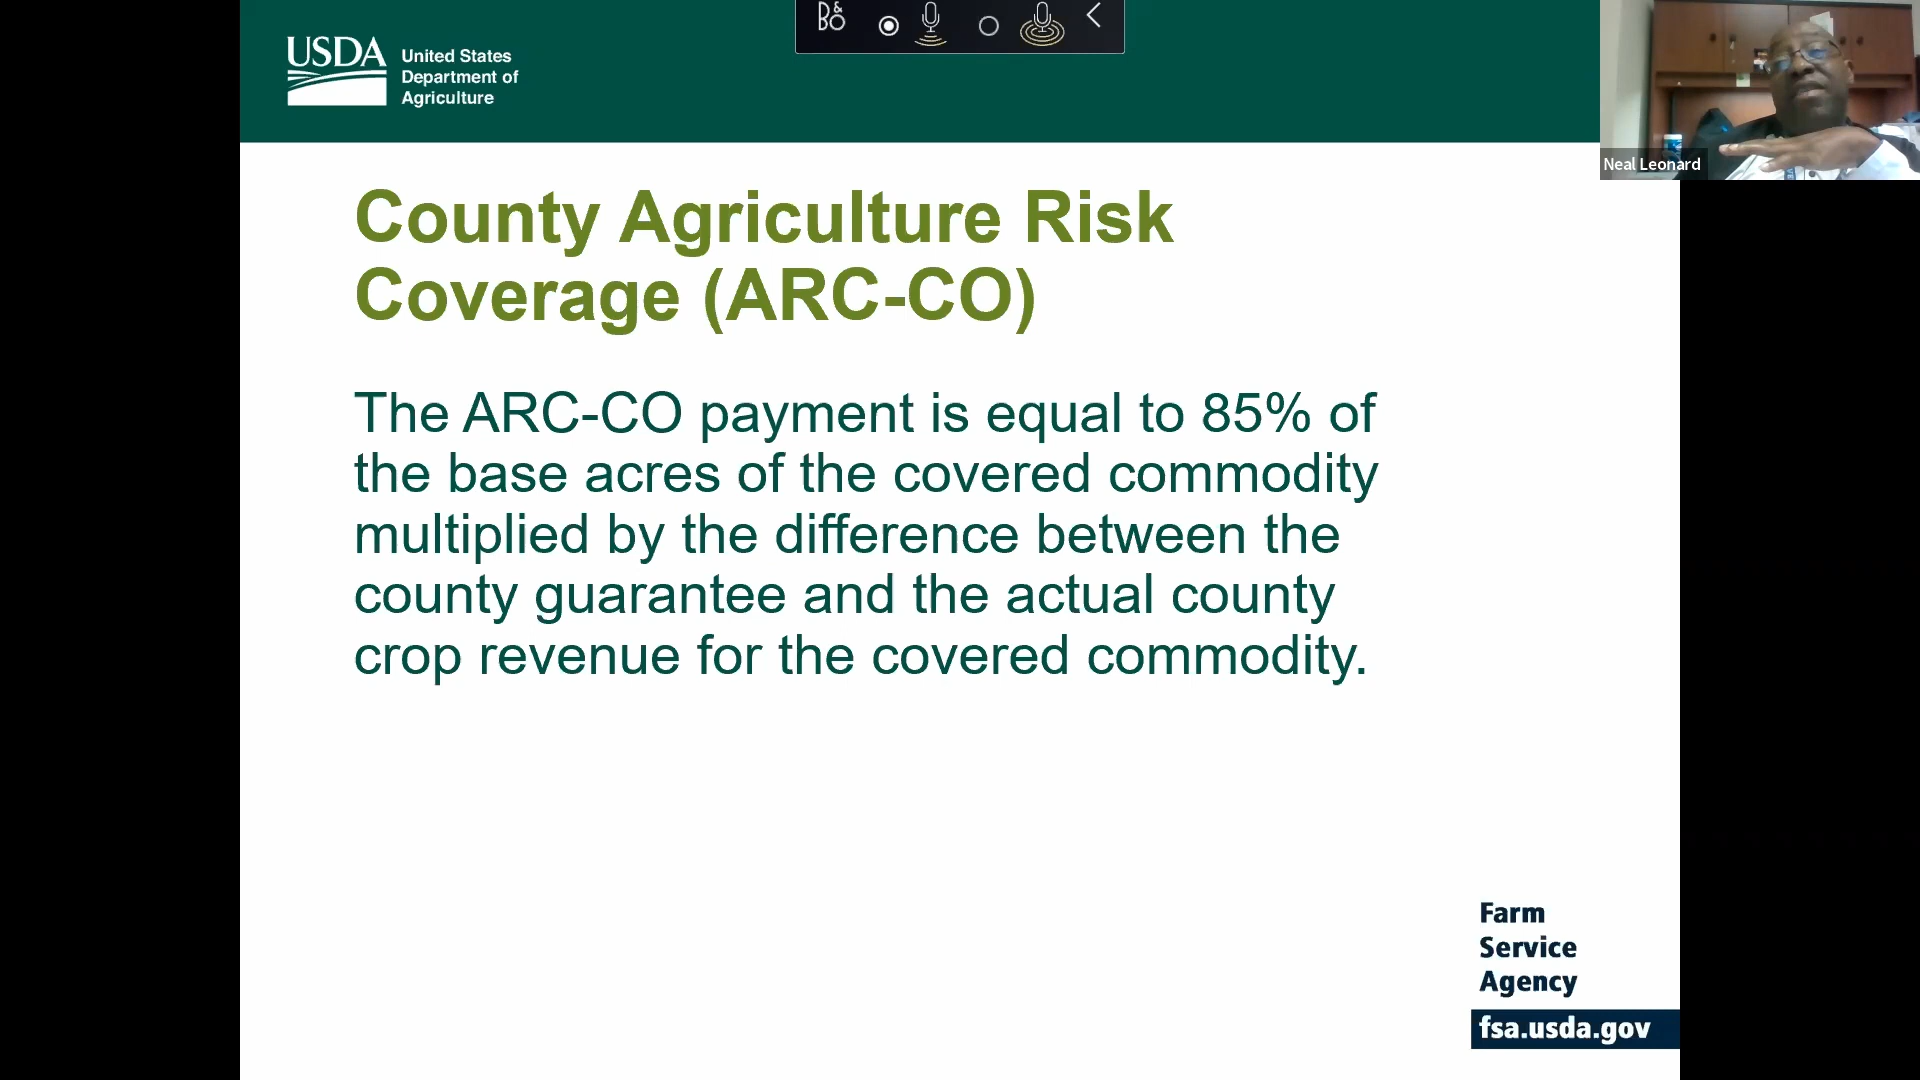 USDA
United States
Department of
Agriculture
B&O
Neal Leonard
County Agriculture Risk
Coverage (ARC-CO)
The ARC-CO payment is equal to 85% of
the base acres of the covered commodity
multiplied by the difference between the
county guarantee and the actual county
crop revenue for the covered commodity.
Farm
Service
Agency
fsa.usda.gov